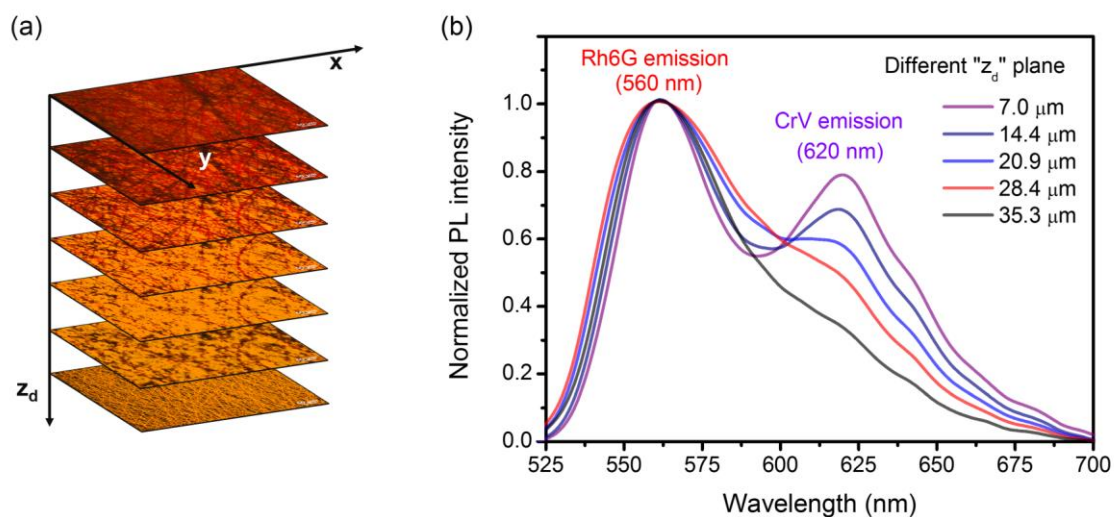 (a)
x
y
z_d
(b)
Normalized PL intensity
1.0
0.8
0.6
0.4
0.2
0.0
Rh6G emission
(560 nm)
CrV emission
(620 nm)
Different "z_d" plane
7.0 μm
14.4 μm
20.9 μm
28.4 μm
35.3 μm
525 550 575 600 625 650 675 700
Wavelength (nm)